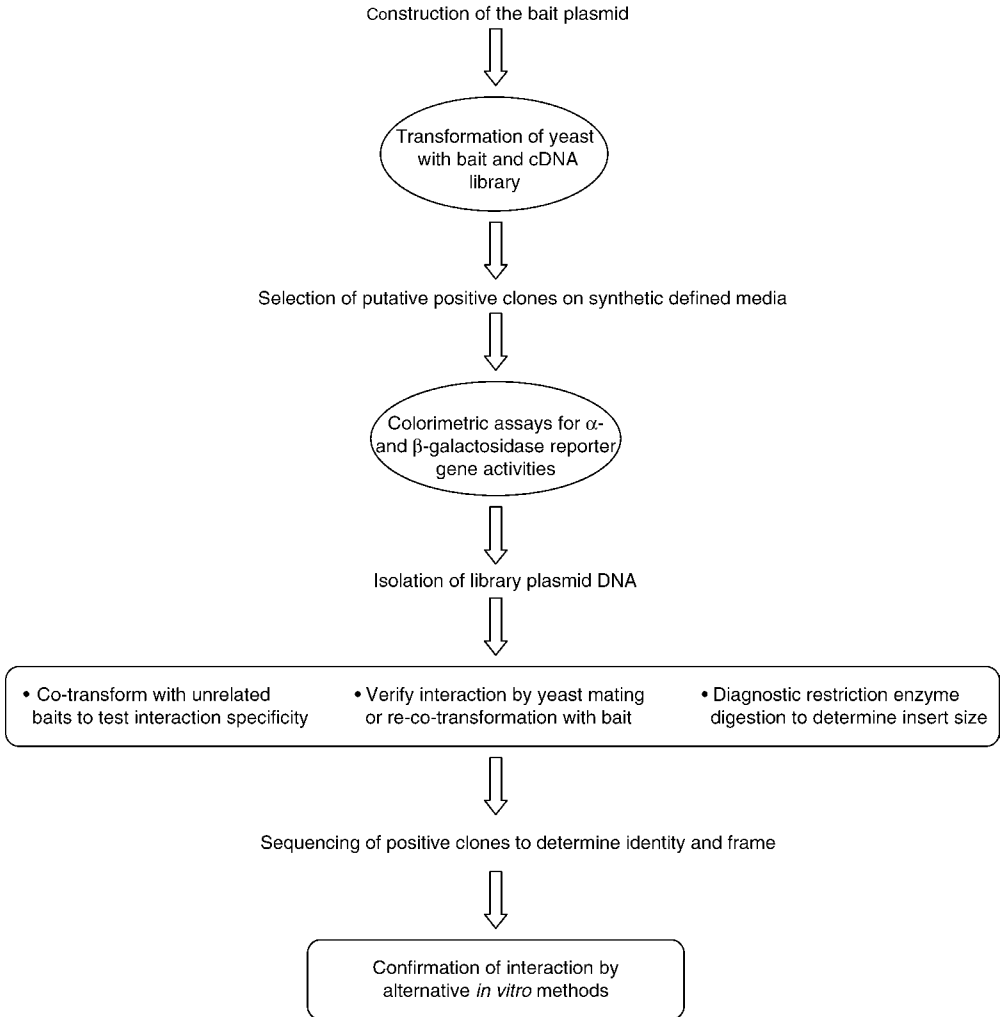 Construction of the bait plasmid
Transformation of yeast
with bait and cDNA
library
Selection of putative positive clones on synthetic defined media
Colorimetric assays for α-
and β-galactosidase reporter
gene activities
Isolation of library plasmid DNA
• Co-transform with unrelated
baits to test interaction specificity
• Verify interaction by yeast mating
or re-co-transformation with bait
• Diagnostic restriction enzyme
digestion to determine insert size
Sequencing of positive clones to determine identity and frame
Confirmation of interaction by
alternative in vitro methods